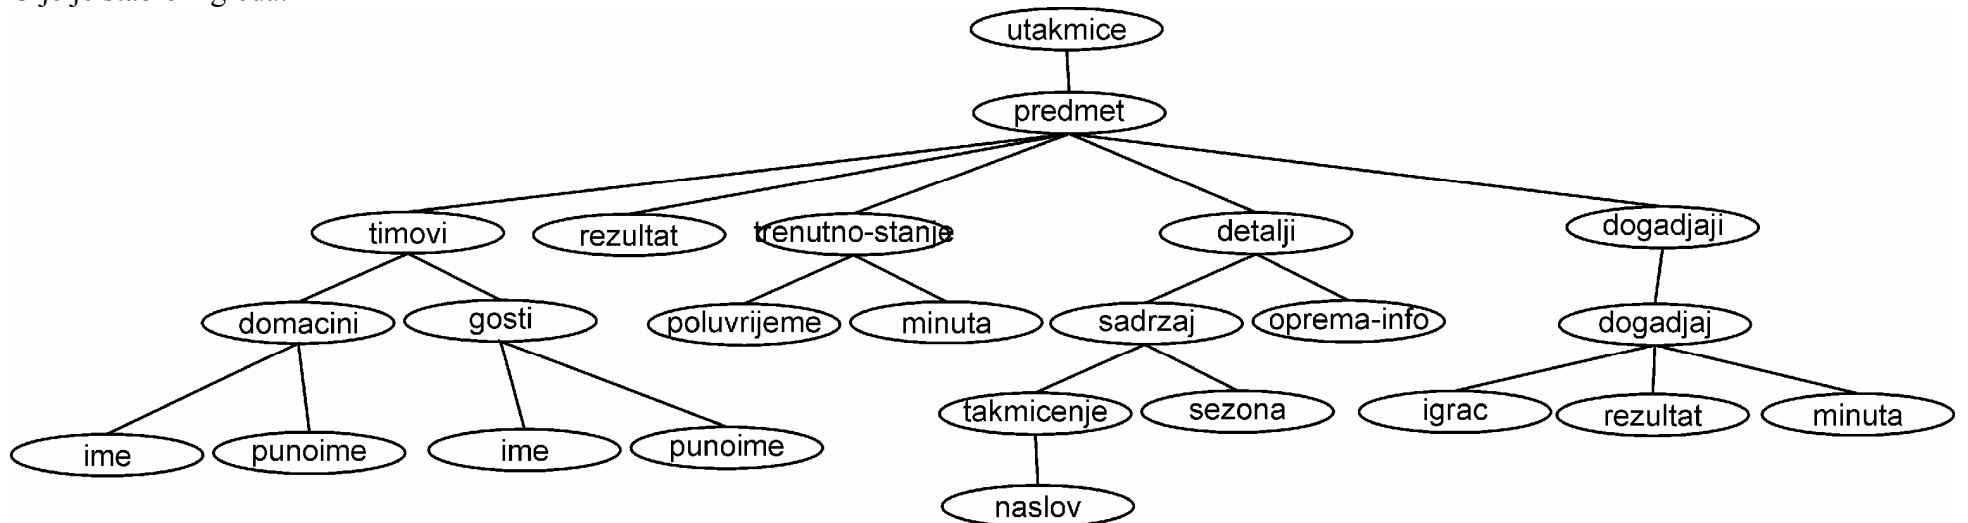 utakmice
predmet
timovi rezultat trenutno-stanje detalji dogadjaji
domacini gosti poluvrijeme minuta sadrzaj oprema-info dogadjaj
takmicenje sezona igrac rezultat minuta
ime punoime ime punoime
naslov